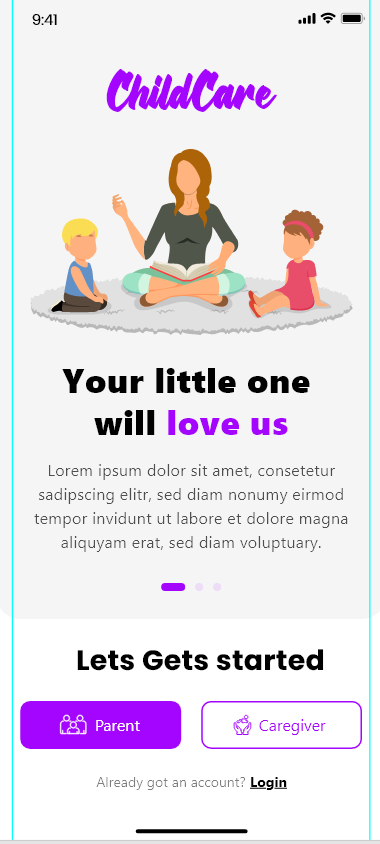 9:41
ChildCare
Your little one
will love us
Lorem ipsum dolor sit amet, consetetur
sadipscing elitr, sed diam nonumy eirmod
tempor invidunt ut labore et dolore magna
aliquyam erat, sed diam voluptuary.
Lets Gets started
Parent
Caregiver
Already got an account? Login